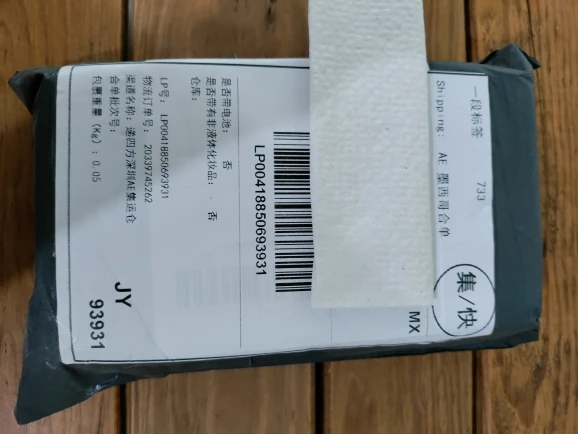 一段标签 733
Shipping: AE 墨西哥合单
集/快
MX
LP00418850693931
是否带电池: 否
是否带有非液体化妆品: 否
仓库:
LP号: LP00418850693931
物流订单号: 20339745262
渠道名称: 递四方深圳AE集运仓
合单批次号:
包裹重量 (Kg): 0.05
JY
93931